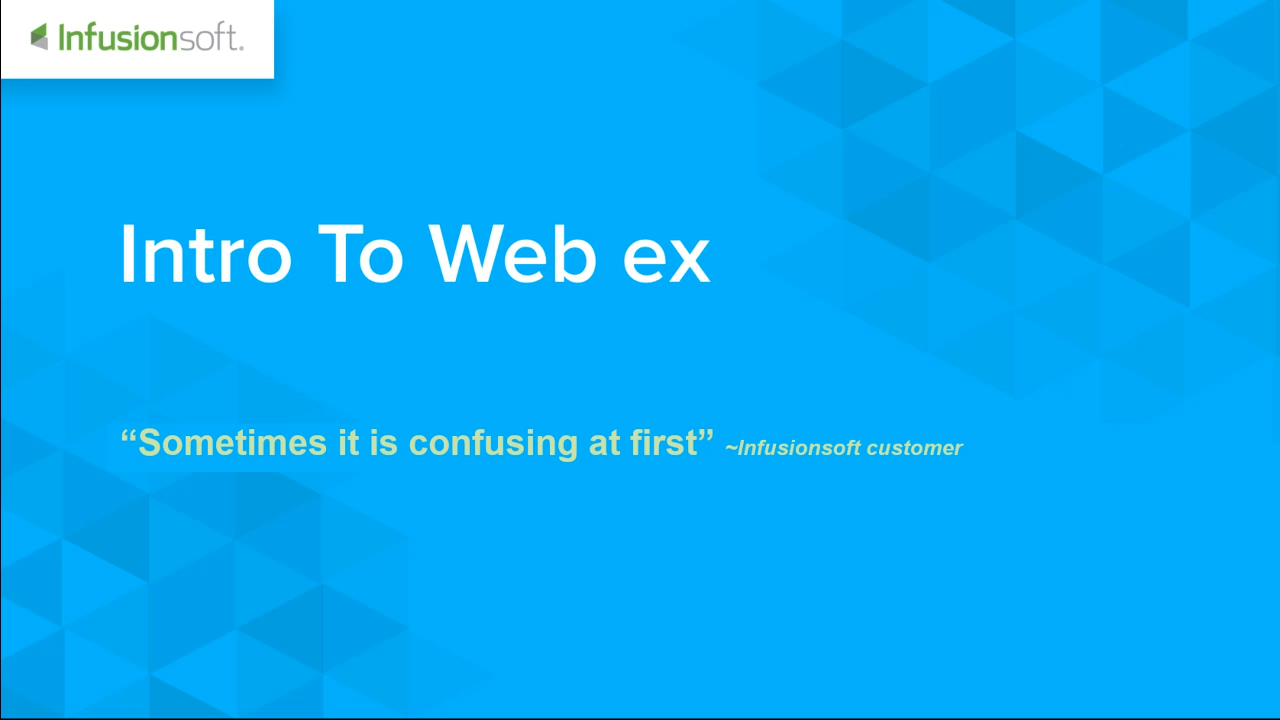 Infusionsoft.
Intro To Web ex
“Sometimes it is confusing at first” ~Infusionsoft customer